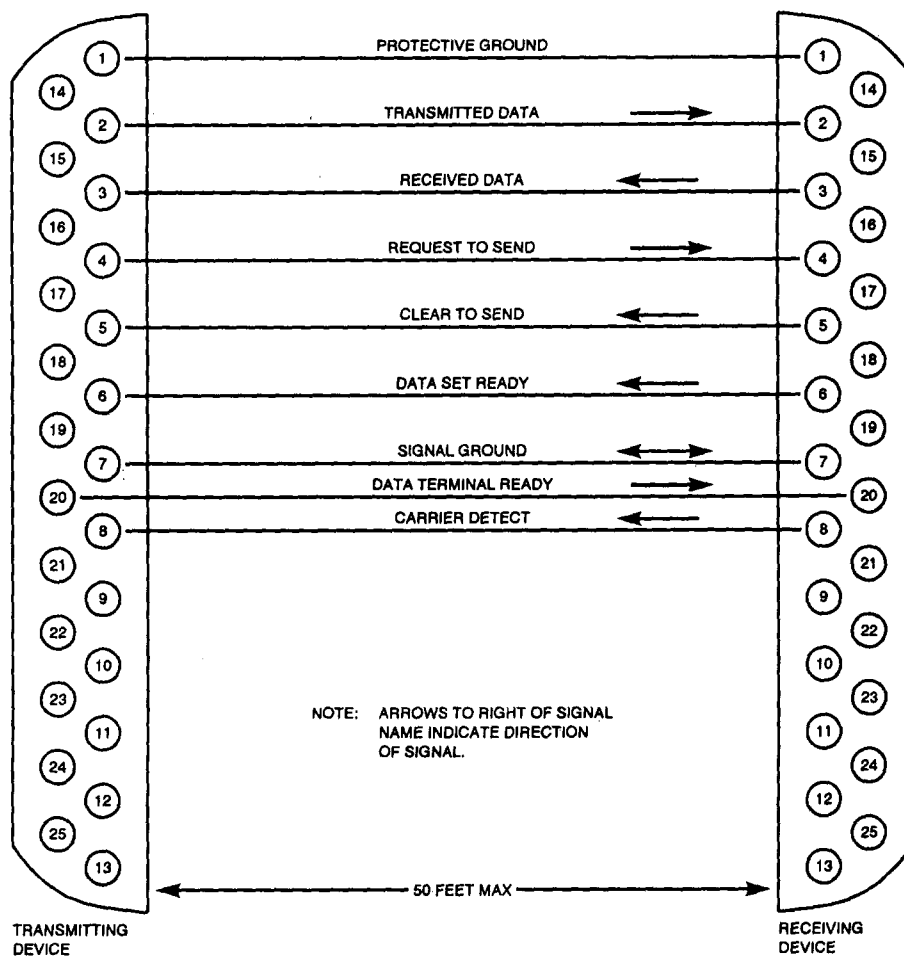 1 PROTECTIVE GROUND 1
14 14
2 TRANSMITTED DATA 2
15 15
3 RECEIVED DATA 3
16 16
4 REQUEST TO SEND 4
17 17
5 CLEAR TO SEND 5
18 18
6 DATA SET READY 6
19 19
7 SIGNAL GROUND 7
20 DATA TERMINAL READY 20
8 CARRIER DETECT 8
21 21
9 9
22 22
10 10
23 23
NOTE: ARROWS TO RIGHT OF SIGNAL
NAME INDICATE DIRECTION
OF SIGNAL.
11 11
24 24
12 12
25 25
13 13
50 FEET MAX
TRANSMITTING
DEVICE
RECEIVING
DEVICE